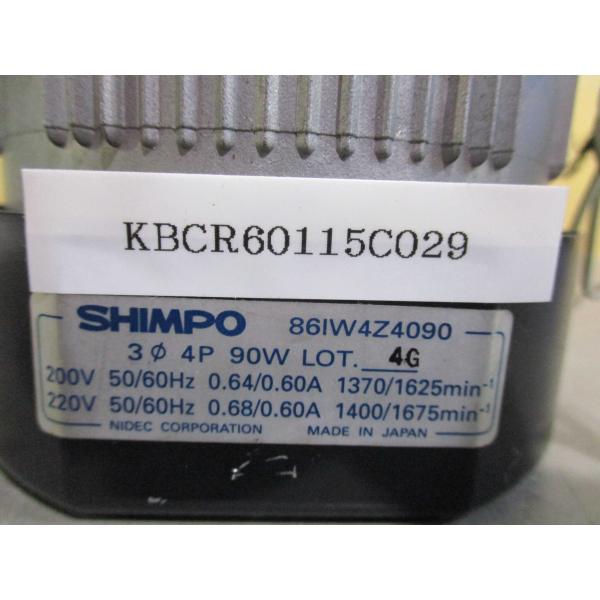 KBCR60115C029
SHIMPO 86IW4Z4090
3φ 4P 90W LOT. 4G
200V 50/60Hz 0.64/0.60A 1370/1625min⁻¹
220V 50/60Hz 0.68/0.60A 1400/1675min⁻¹
NIDEC CORPORATION MADE IN JAPAN